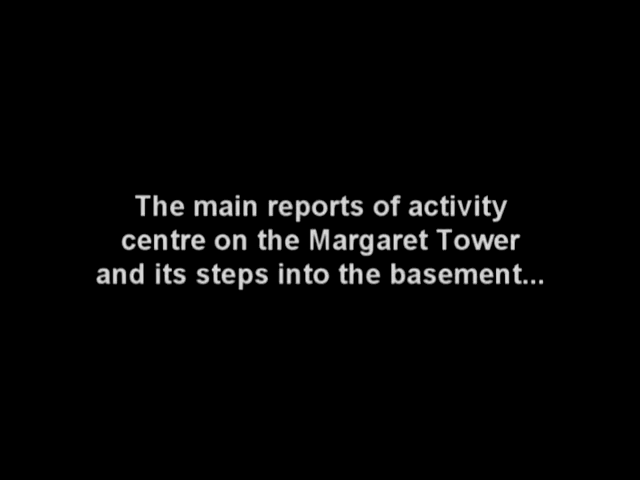 The main reports of activity
centre on the Margaret Tower
and its steps into the basement...